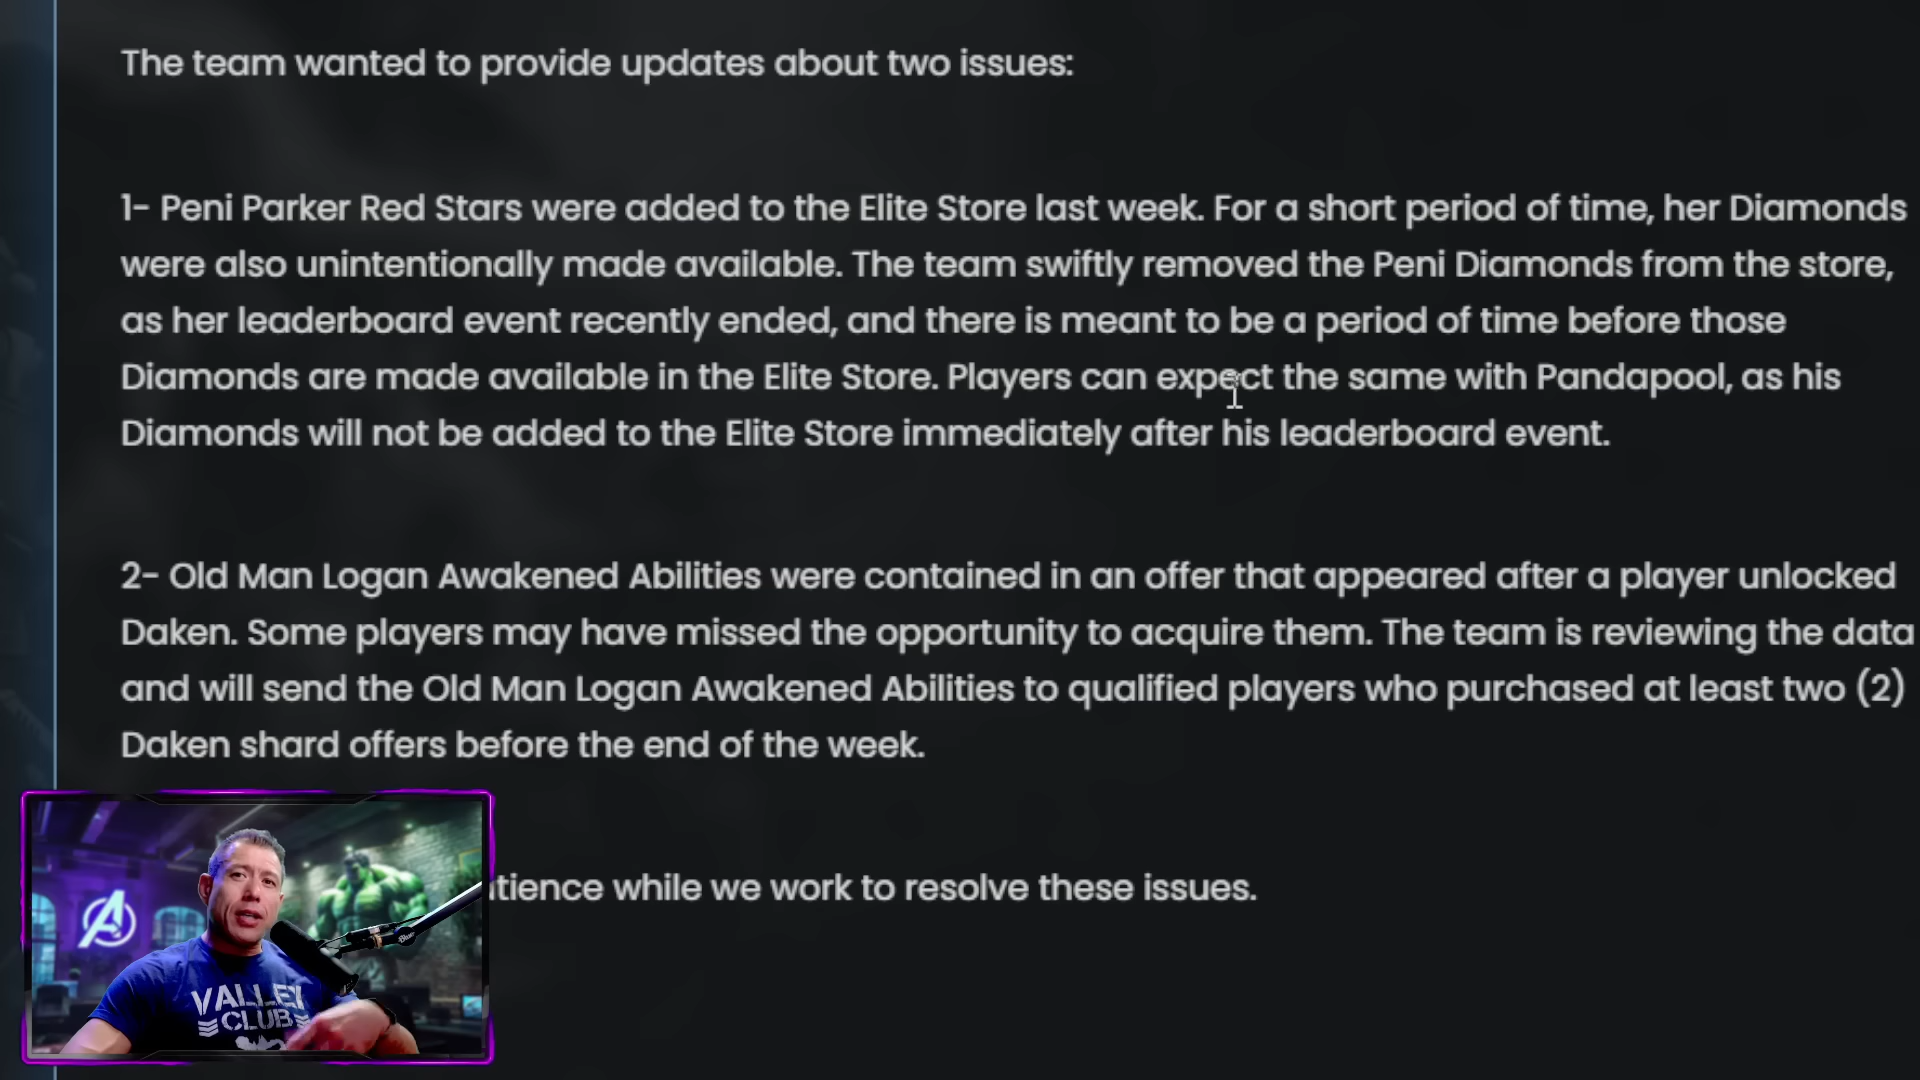 The team wanted to provide updates about two issues:
1- Peni Parker Red Stars were added to the Elite Store last week. For a short period of time, her Diamonds
were also unintentionally made available. The team swiftly removed the Peni Diamonds from the store,
as her leaderboard event recently ended, and there is meant to be a period of time before those
Diamonds are made available in the Elite Store. Players can expect the same with Pandapool, as his
Diamonds will not be added to the Elite Store immediately after his leaderboard event.
2- Old Man Logan Awakened Abilities were contained in an offer that appeared after a player unlocked
Daken. Some players may have missed the opportunity to acquire them. The team is reviewing the data
and will send the Old Man Logan Awakened Abilities to qualified players who purchased at least two (2)
Daken shard offers before the end of the week.
tience while we work to resolve these issues.
VALLEY
CLUB